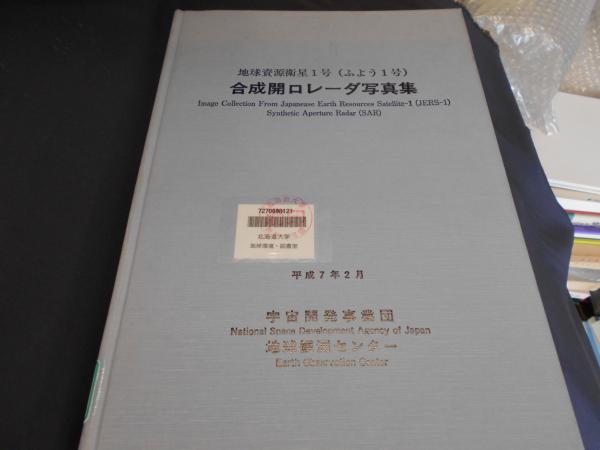 地球資源衛星1号(ふよう1号)
合成開口レーダ写真集
Image Collection From Japanease Earth Resources Satellite-1 (JERS-1)
Synthetic Aperture Radar (SAR)
北海道大学
平成7年2月
宇宙開発事業団
National Space Development Agency of Japan
地球観測センター
Earth Observation Center